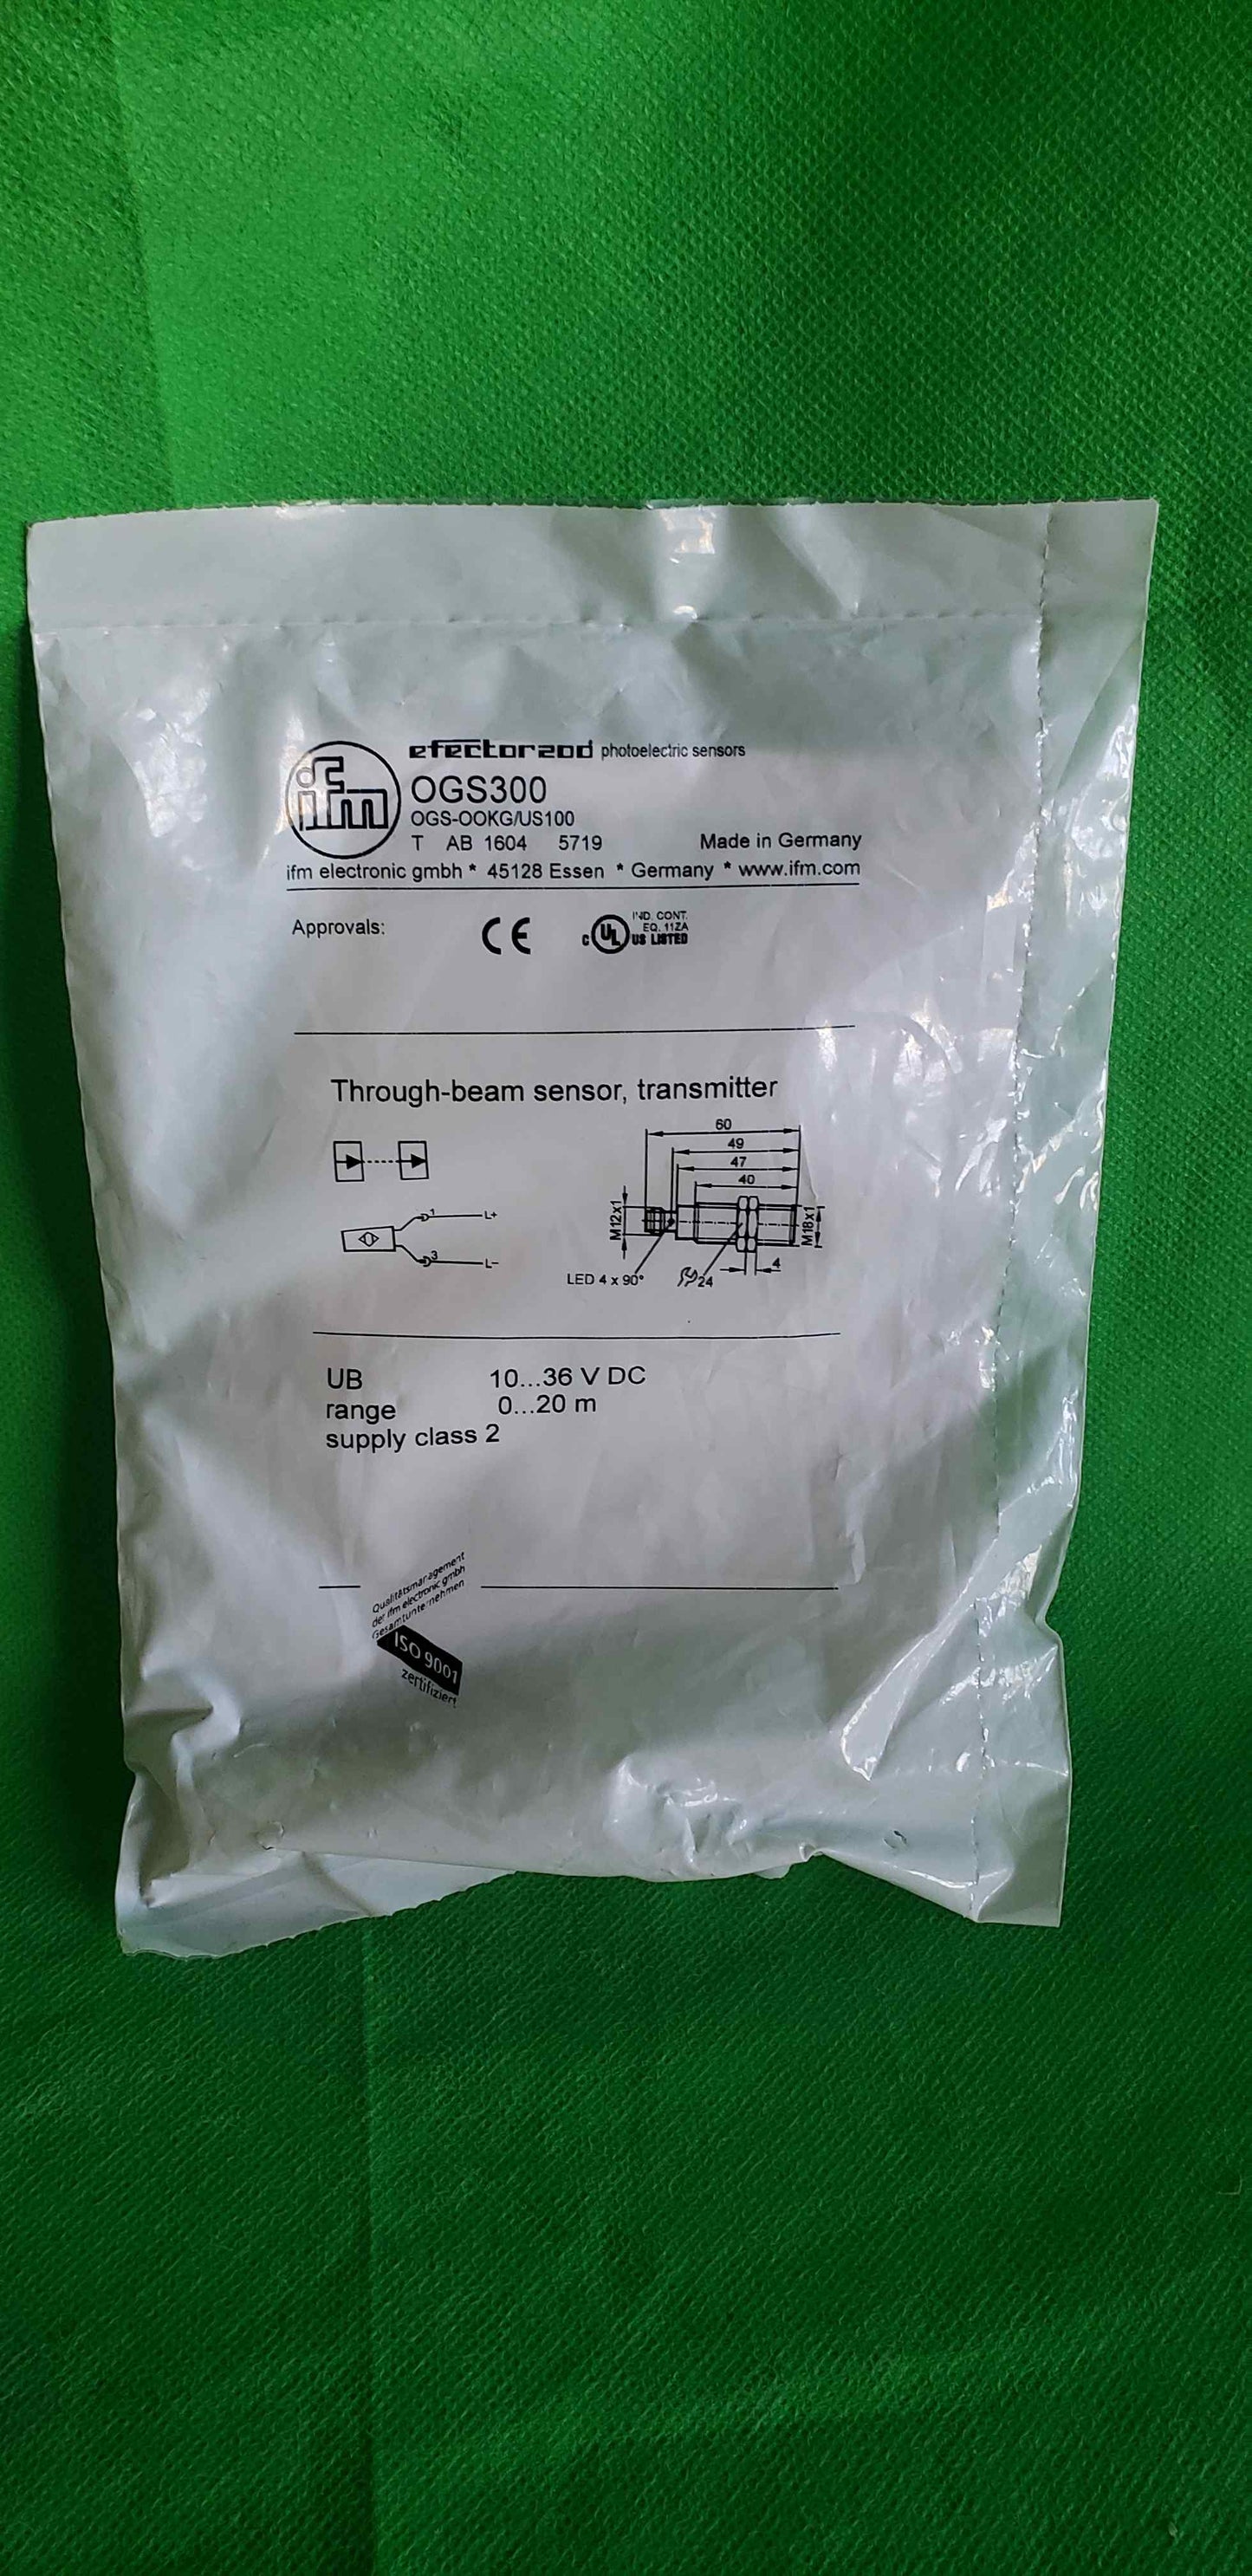 ifm
efector200 photoelectric sensors
OGS300
OGS-OOKG/US100
T AB 1604 5719 Made in Germany
ifm electronic gmbh * 45128 Essen * Germany * www.ifm.com
Approvals:
CE
c UL US LISTED
IND. CONT.
EQ. 11ZA
Through-beam sensor, transmitter
60
49
47
40
M12x1
M18x1
4
LED 4 x 90°
24
1 L+
3 L-
UB 10...36 V DC
range 0...20 m
supply class 2
Qualitätsmanagement
der ifm electronic gmbh
Gesamtunternehmen
ISO 9001
zertifiziert